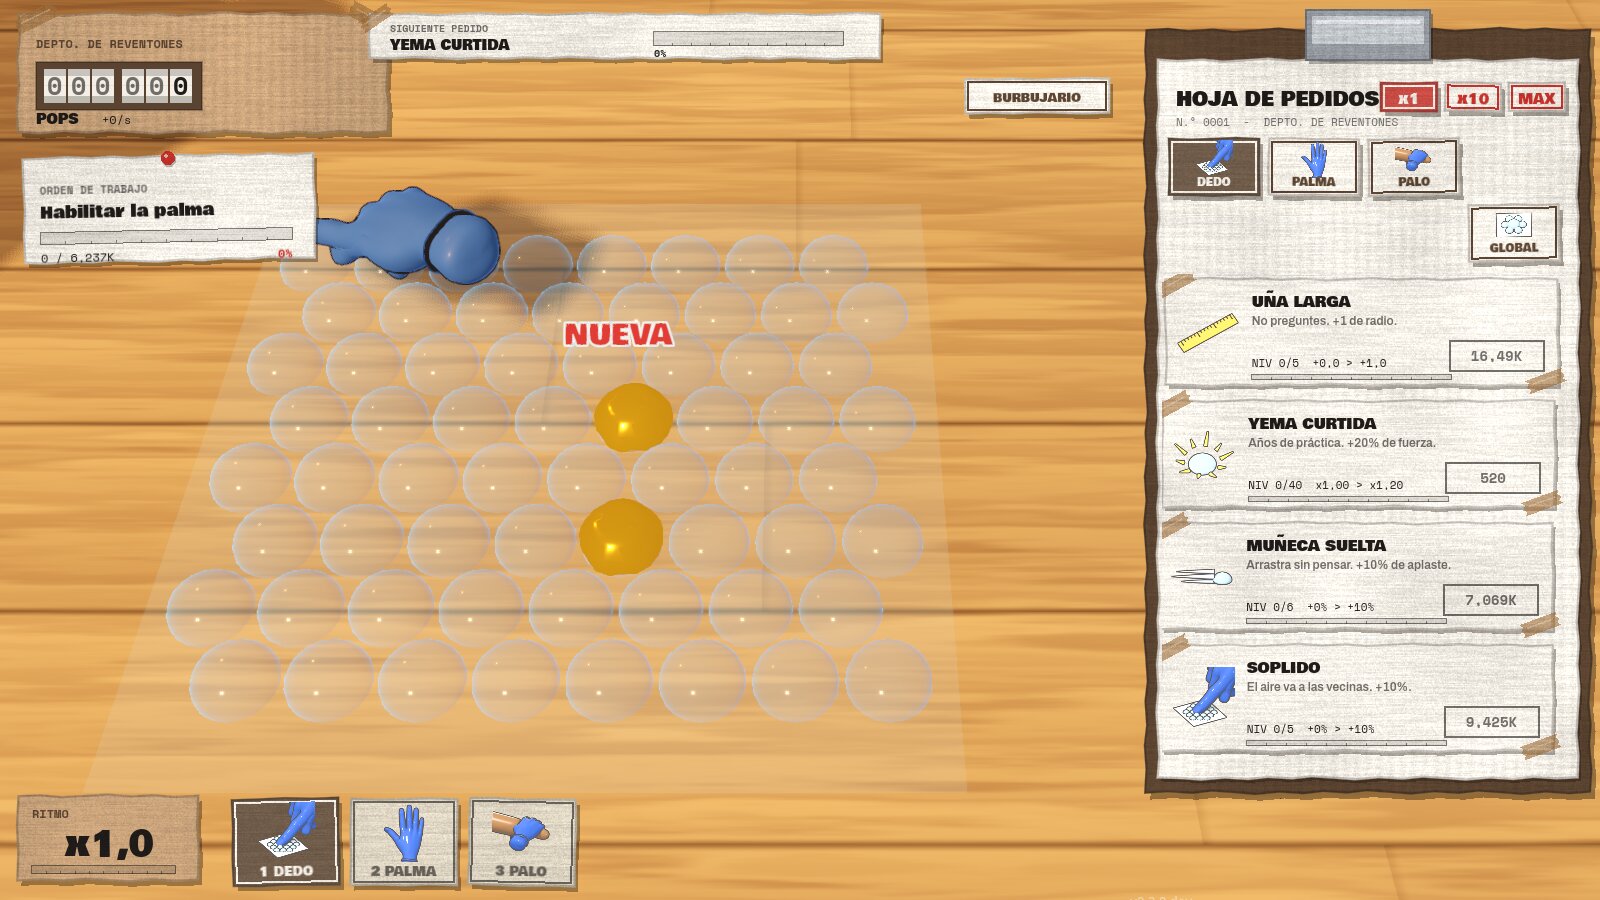 DEPTO. DE REVENTONES
000 000
POPS +0/s
SIGUIENTE PEDIDO
YEMA CURTIDA
0%
BURBUJARIO
ORDEN DE TRABAJO
Habilitar la palma
0 / 6,237K 0%
NUEVA
HOJA DE PEDIDOS x1 x10 MAX
N.° 0001 - DEPTO. DE REVENTONES
DEDO PALMA PALO
GLOBAL
UÑA LARGA
No preguntes. +1 de radio.
NIV 0/5 +0,0 > +1,0 16,49K
YEMA CURTIDA
Años de práctica. +20% de fuerza.
NIV 0/40 x1,00 > x1,20 520
MUÑECA SUELTA
Arrastra sin pensar. +10% de aplaste.
NIV 0/6 +0% > +10% 7,069K
SOPLIDO
El aire va a las vecinas. +10%.
NIV 0/5 +0% > +10% 9,425K
RITMO
x1,0
1 DEDO 2 PALMA 3 PALO